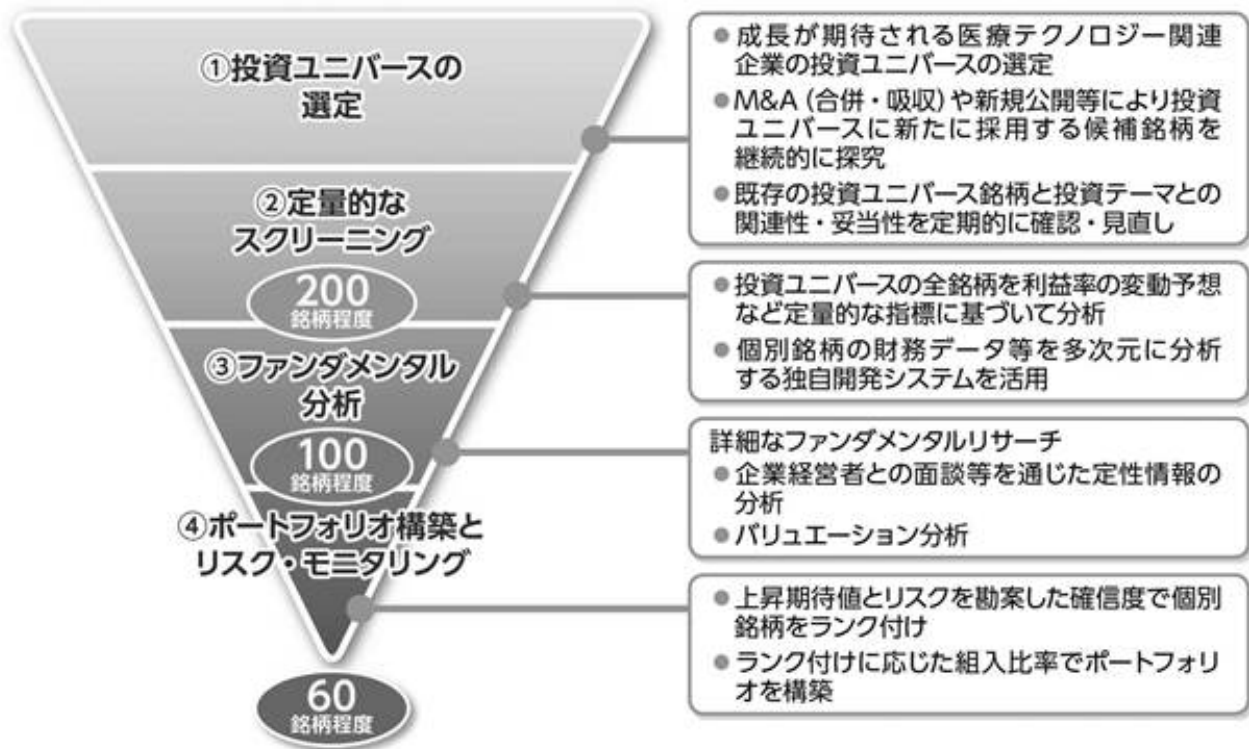 ①投資ユニバースの
選定
②定量的な
スクリーニング
200
銘柄程度
③ファンダメンタル
分析
100
銘柄程度
④ポートフォリオ構築と
リスク・モニタリング
60
銘柄程度
●成長が期待される医療テクノロジー関連
企業の投資ユニバースの選定
●M&A（合併・吸収）や新規公開等により投資
ユニバースに新たに採用する候補銘柄を
継続的に探究
●既存の投資ユニバース銘柄と投資テーマとの
関連性・妥当性を定期的に確認・見直し
●投資ユニバースの全銘柄を利益率の変動予想
など定量的な指標に基づいて分析
●個別銘柄の財務データ等を多次元に分析
する独自開発システムを活用
詳細なファンダメンタルリサーチ
●企業経営者との面談等を通じた定性情報の
分析
●バリュエーション分析
●上昇期待値とリスクを勘案した確信度で個別
銘柄をランク付け
●ランク付けに応じた組入比率でポートフォリ
オを構築